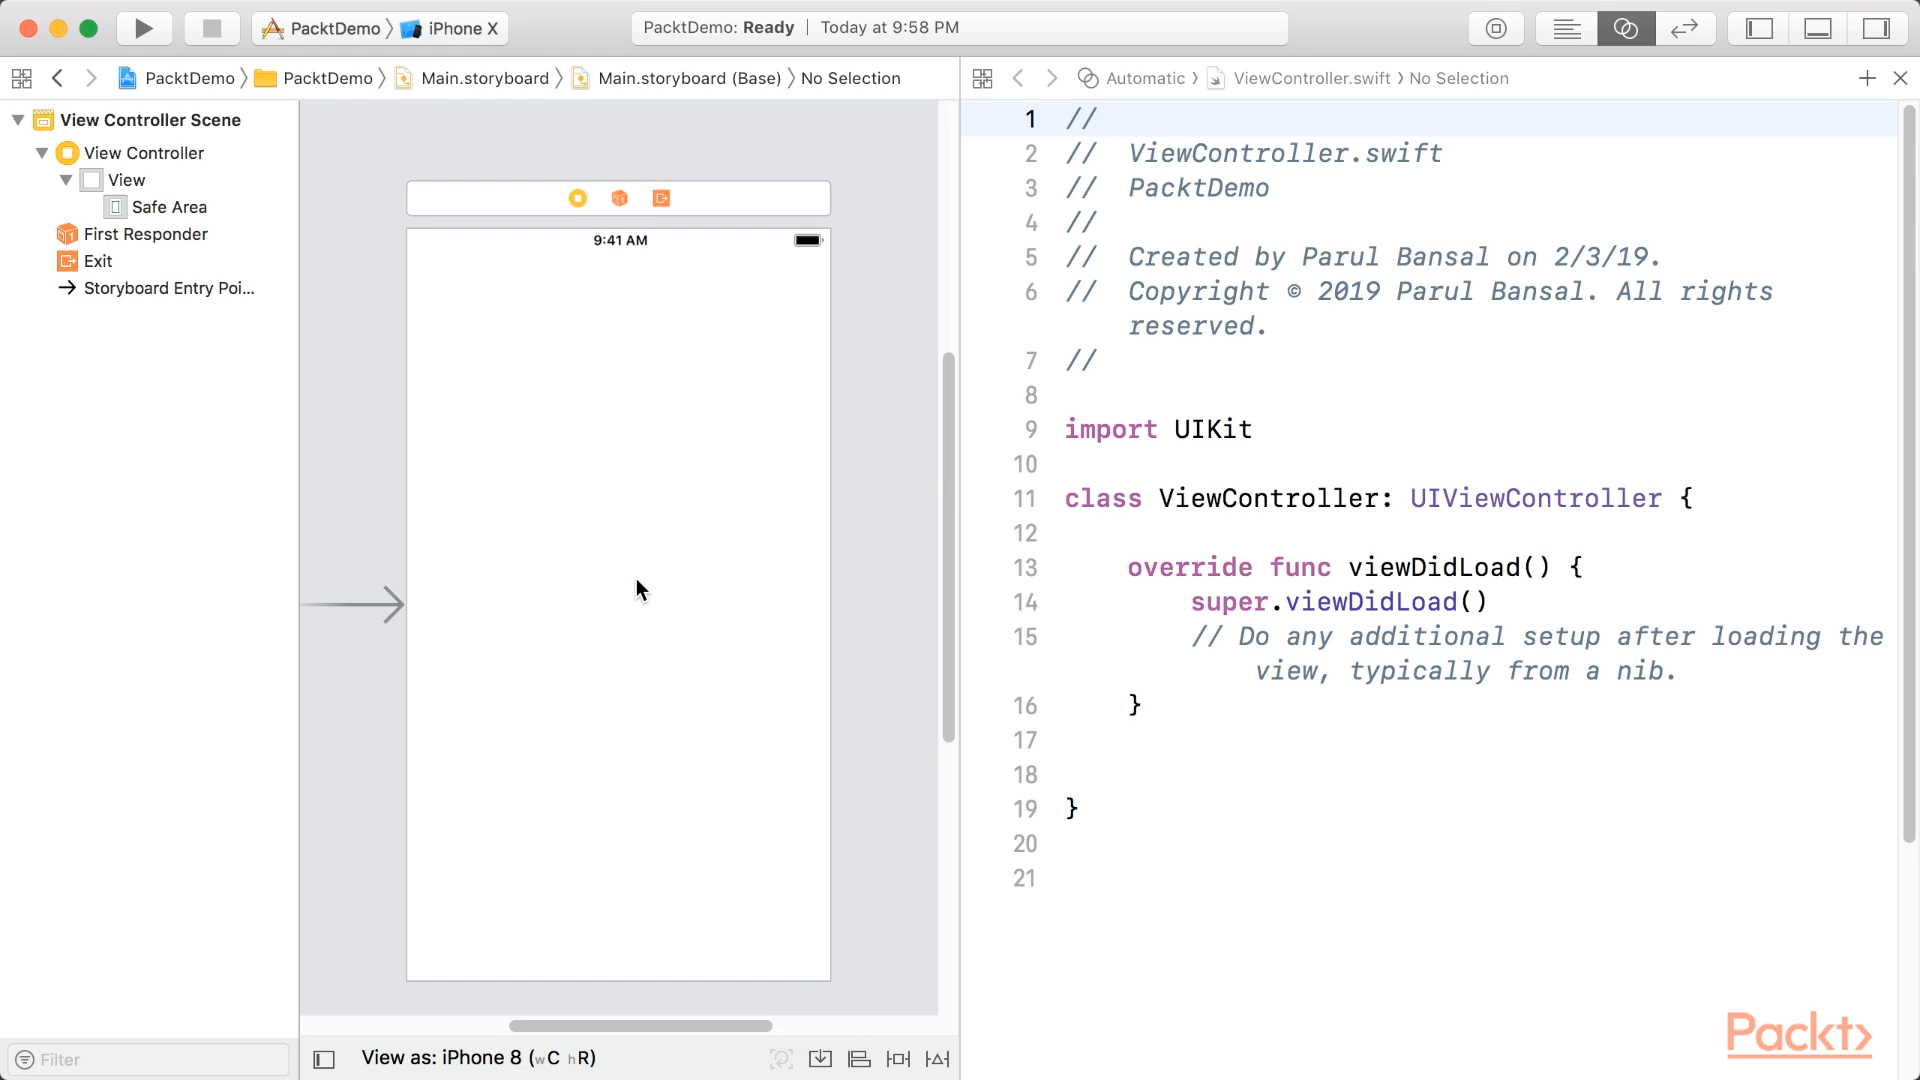 PacktDemo iPhone X
PacktDemo: Ready Today at 9:58 PM
PacktDemo PacktDemo Main.storyboard Main.storyboard (Base) No Selection
Automatic ViewController.swift No Selection
View Controller Scene
View Controller
View
Safe Area
First Responder
Exit
Storyboard Entry Poi...
Filter
9:41 AM
View as: iPhone 8 (wC hR)
1 //
2 // ViewController.swift
3 // PacktDemo
4 //
5 // Created by Parul Bansal on 2/3/19.
6 // Copyright © 2019 Parul Bansal. All rights
reserved.
7 //
8
9 import UIKit
10
11 class ViewController: UIViewController {
12
13 override func viewDidLoad() {
14 super.viewDidLoad()
15 // Do any additional setup after loading the
view, typically from a nib.
16 }
17
18
19 }
20
21
Packt>